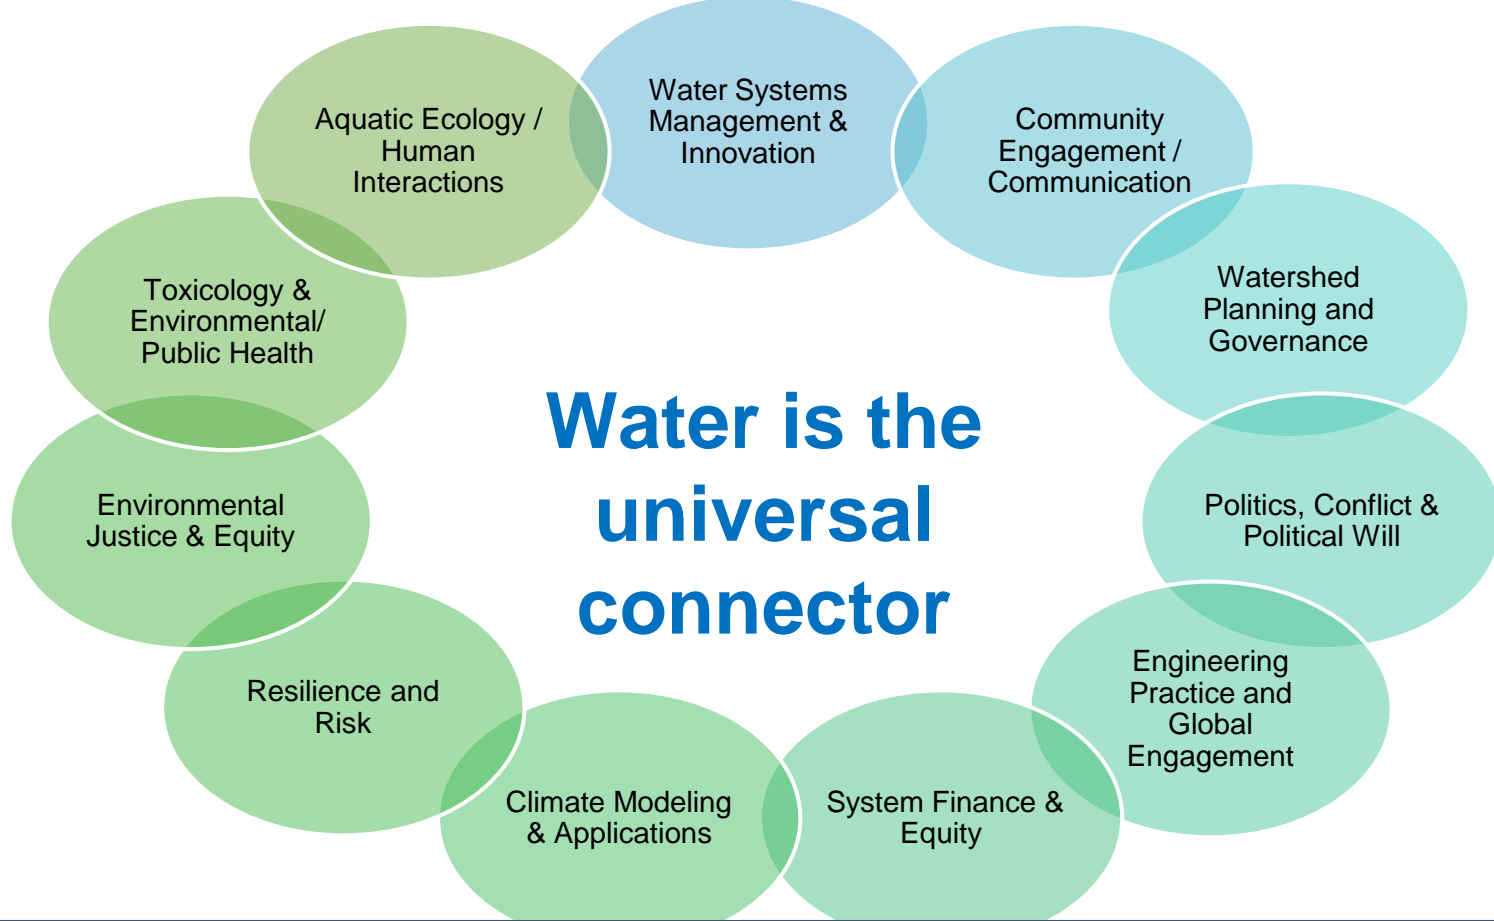 Water Systems
Management &
Innovation
Community
Engagement /
Communication
Watershed
Planning and
Governance
Politics, Conflict &
Political Will
Engineering
Practice and
Global
Engagement
System Finance &
Equity
Climate Modeling
& Applications
Resilience and
Risk
Environmental
Justice & Equity
Toxicology &
Environmental/
Public Health
Aquatic Ecology /
Human
Interactions
Water is the
universal
connector